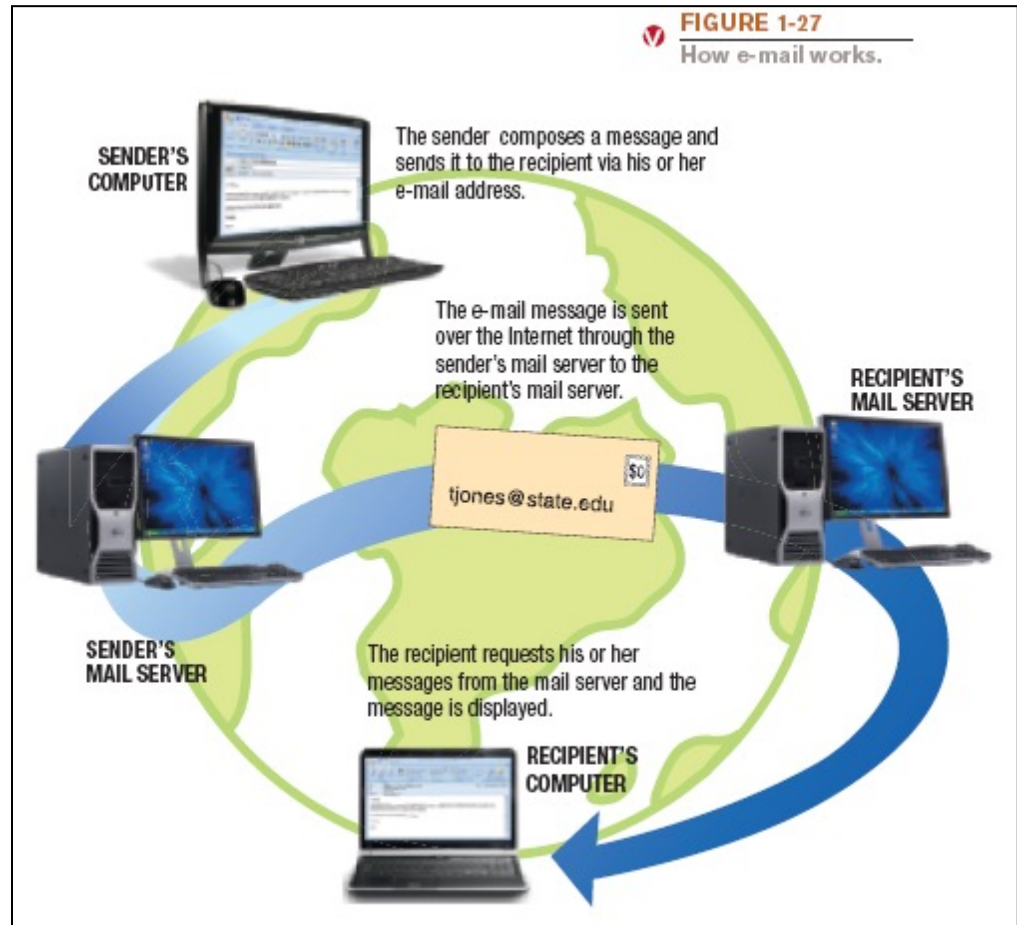 FIGURE 1-27
How e-mail works.
SENDER'S
COMPUTER
The sender composes a message and
sends it to the recipient via his or her
e-mail address.
The e-mail message is sent
over the Internet through the
sender's mail server to the
recipient's mail server.
RECIPIENT'S
MAIL SERVER
$0
tjones@state.edu
SENDER'S
MAIL SERVER
The recipient requests his or her
messages from the mail server and the
message is displayed.
RECIPIENT'S
COMPUTER